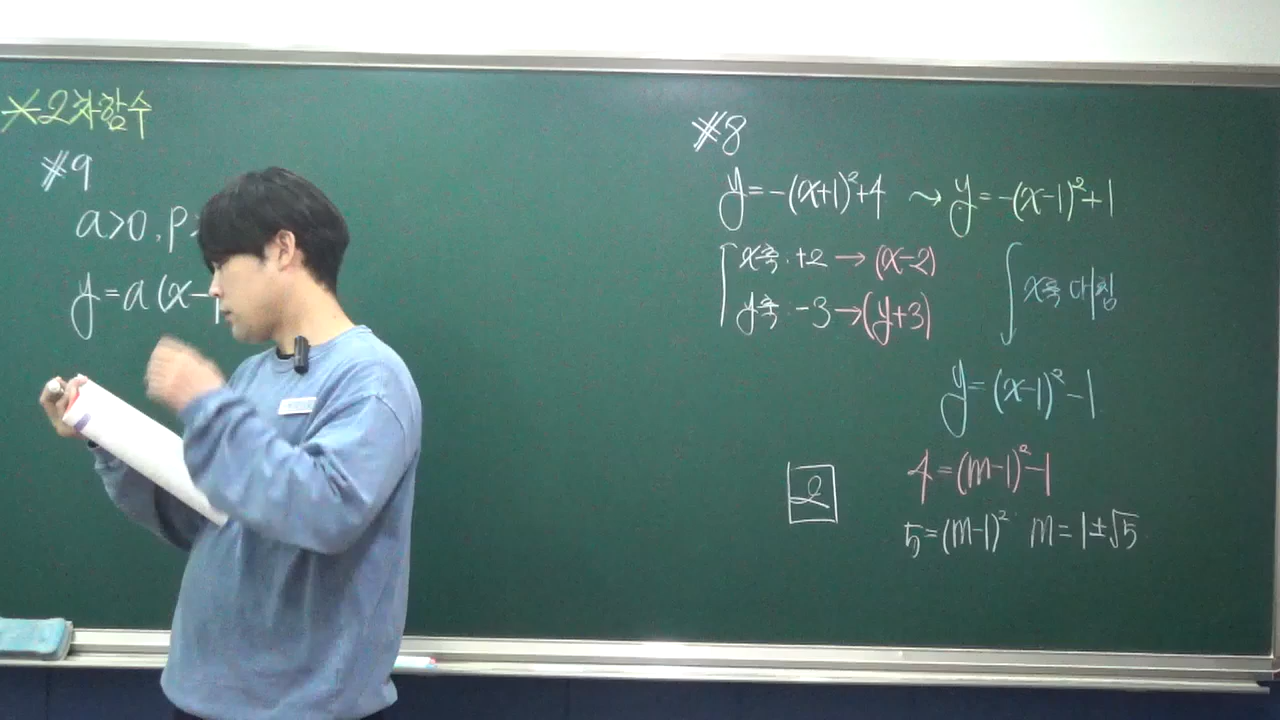 ※2차함수
#9
a>0, p
y=a(x-
#8
y=-(x+1)²+4 ⤳ y=-(x-1)²+1
x축 : +2 → (x-2)
y축 : -3 → (y+3)
x축 대칭
y=(x-1)²-1
4=(m-1)²-1
5=(m-1)² m=1±√5
2